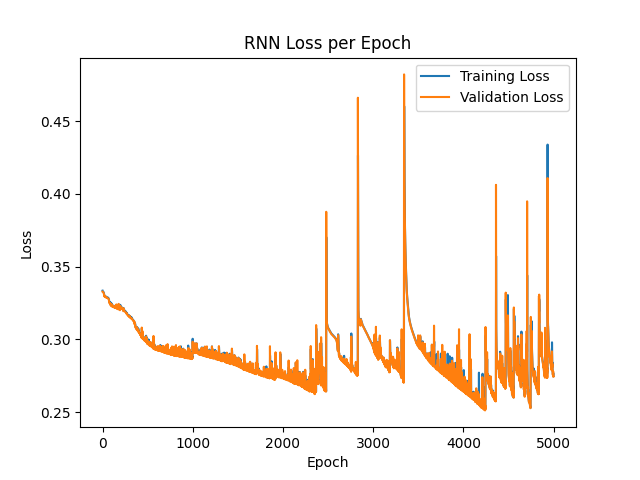 RNN Loss per Epoch
Training Loss
Validation Loss
0.45
0.40
0.35
0.30
0.25
Loss
0 1000 2000 3000 4000 5000
Epoch